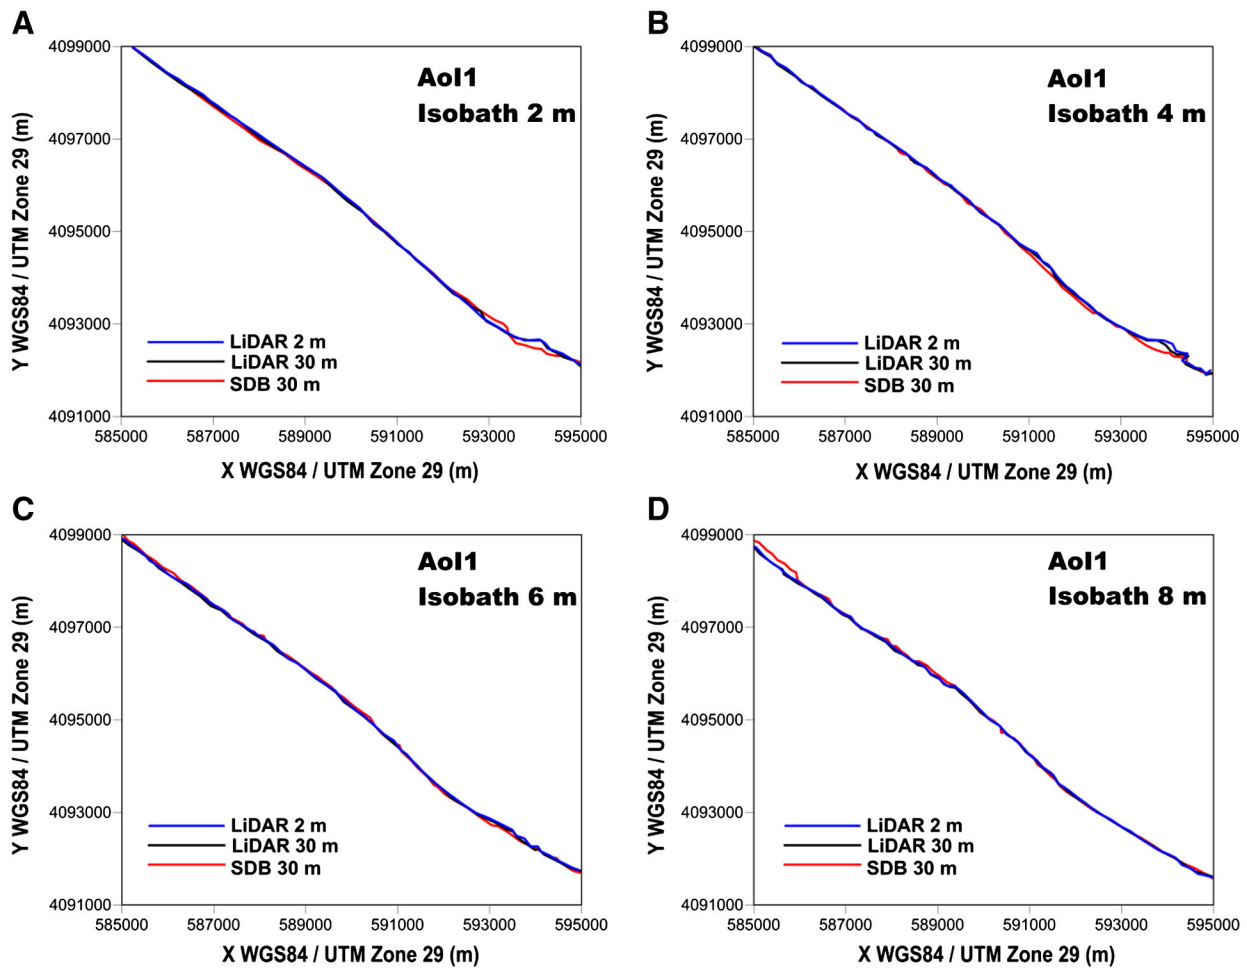 A
4099000
4097000
4095000
4093000
4091000
Y WGS84 / UTM Zone 29 (m)
AoI1
Isobath 2 m
LiDAR 2 m
LiDAR 30 m
SDB 30 m
585000 587000 589000 591000 593000 595000
X WGS84 / UTM Zone 29 (m)
B
4099000
4097000
4095000
4093000
4091000
Y WGS84 / UTM Zone 29 (m)
AoI1
Isobath 4 m
LiDAR 2 m
LiDAR 30 m
SDB 30 m
585000 587000 589000 591000 593000 595000
X WGS84 / UTM Zone 29 (m)
C
4099000
4097000
4095000
4093000
4091000
Y WGS84 / UTM Zone 29 (m)
AoI1
Isobath 6 m
LiDAR 2 m
LiDAR 30 m
SDB 30 m
585000 587000 589000 591000 593000 595000
X WGS84 / UTM Zone 29 (m)
D
4099000
4097000
4095000
4093000
4091000
Y WGS84 / UTM Zone 29 (m)
AoI1
Isobath 8 m
LiDAR 2 m
LiDAR 30 m
SDB 30 m
585000 587000 589000 591000 593000 595000
X WGS84 / UTM Zone 29 (m)